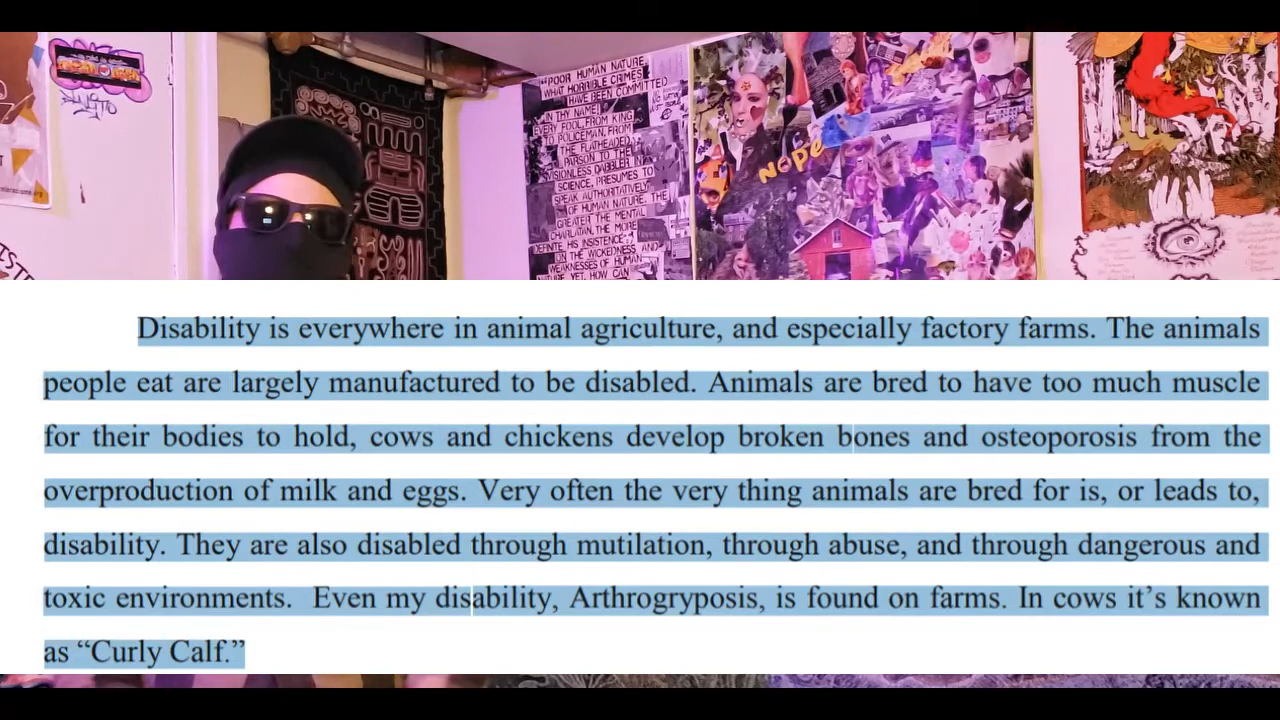 "POOR HUMAN NATURE,
WHAT HORRIBLE CRIMES
HAVE BEEN COMMITTED
IN THY NAME!
EVERY FOOL, FROM KING
TO POLICEMAN, FROM
THE FLATHEADED
PARSON TO THE
VISIONLESS DABBLER IN
SCIENCE, PRESUMES TO
SPEAK AUTHORITATIVELY
OF HUMAN NATURE. THE
GREATER THE MENTAL
CHARLATAN, THE MORE
DEFINITE HIS INSISTENCE
ON THE WICKEDNESS AND
WEAKNESSES OF HUMAN
NATURE. YET, HOW CAN
NOPE
Disability is everywhere in animal agriculture, and especially factory farms. The animals
people eat are largely manufactured to be disabled. Animals are bred to have too much muscle
for their bodies to hold, cows and chickens develop broken bones and osteoporosis from the
overproduction of milk and eggs. Very often the very thing animals are bred for is, or leads to,
disability. They are also disabled through mutilation, through abuse, and through dangerous and
toxic environments.  Even my disability, Arthrogryposis, is found on farms. In cows it’s known
as “Curly Calf.”